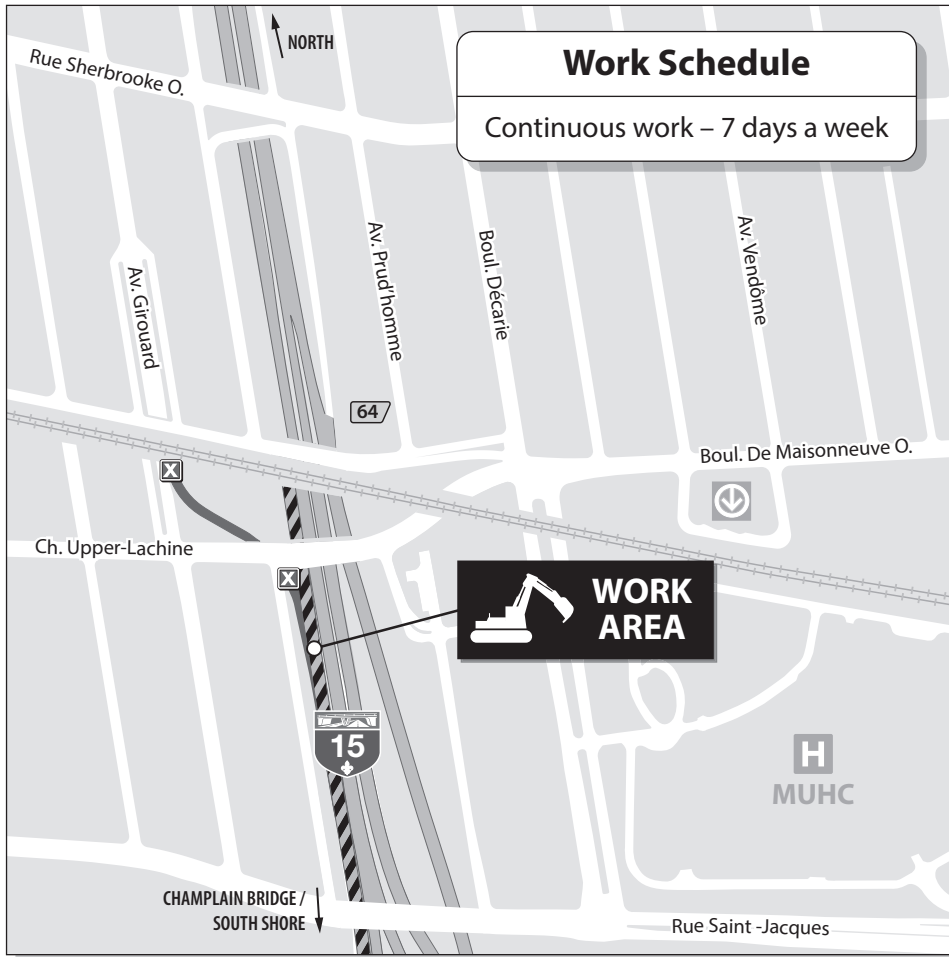 NORTH
Work Schedule
Continuous work – 7 days a week
Rue Sherbrooke O.
Av. Girouard
Av. Prud'homme
Boul. Décarie
Av. Vendôme
64
Boul. De Maisonneuve O.
X
Ch. Upper-Lachine
X
WORK
AREA
15
H
MUHC
CHAMPLAIN BRIDGE /
SOUTH SHORE
Rue Saint -Jacques